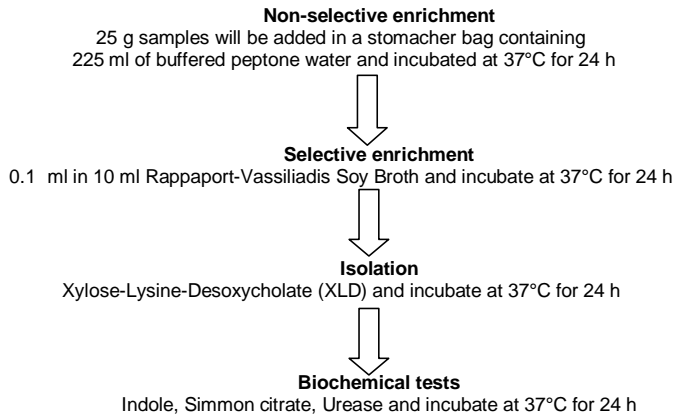 Non-selective enrichment
25 g samples will be added in a stomacher bag containing
225 ml of buffered peptone water and incubated at 37°C for 24 h
Selective enrichment
0.1 ml in 10 ml Rappaport-Vassiliadis Soy Broth and incubate at 37°C for 24 h
Isolation
Xylose-Lysine-Desoxycholate (XLD) and incubate at 37°C for 24 h
Biochemical tests
Indole, Simmon citrate, Urease and incubate at 37°C for 24 h